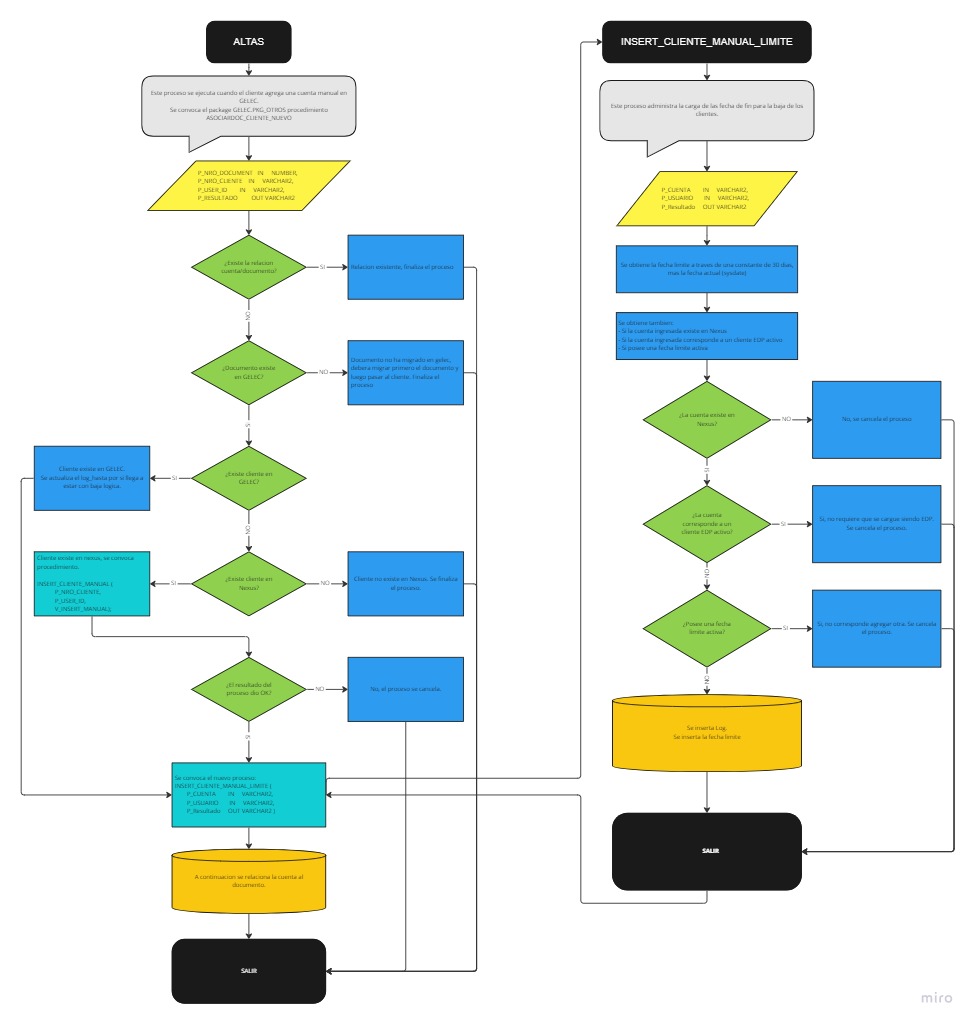 ALTAS
Este proceso se ejecuta cuando el cliente agrega una cuenta manual en
GELEC.
Se convoca el package GELEC.PKG_OTROS procedimiento
ASOCIARDOC_CLIENTE_NUEVO
P_NRO_DOCUMENT IN NUMBER,
P_NRO_CLIENTE IN VARCHAR2,
P_USER_ID IN VARCHAR2,
P_RESULTADO OUT VARCHAR2
¿Existe la relacion
cuenta/documento?
SI
Relacion existente, finaliza el proceso
NO
¿Documento existe
en GELEC?
NO
Documento no ha migrado en gelec,
debera migrar primero el documento y
luego pasar al cliente. Finaliza el
proceso
SI
¿Existe cliente en
GELEC?
SI
Cliente existe en GELEC.
- Se actualiza el log_hasta por si llega a
estar con baja logica.
NO
¿Existe cliente en
Nexus?
SI
Cliente existe en nexus, se convoca
procedimiento.
INSERT_CLIENTE_MANUAL (
P_NRO_CLIENTE,
P_USER_ID,
V_INSERT_MANUAL);
NO
Cliente no existe en Nexus. Se finaliza
el proceso.
¿El resultado del
proceso dio OK?
NO
No, el proceso se cancela.
SI
Se convoca el nuevo proceso:
INSERT_CLIENTE_MANUAL_LIMITE (
P_CUENTA IN VARCHAR2,
P_USUARIO IN VARCHAR2,
P_Resultado OUT VARCHAR2 )
A continuacion se relaciona la cuenta al
documento.
SALIR
INSERT_CLIENTE_MANUAL_LIMITE
Este proceso administra la carga de las fecha de fin para la baja de los
clientes.
P_CUENTA IN VARCHAR2,
P_USUARIO IN VARCHAR2,
P_Resultado OUT VARCHAR2
Se obtiene la fecha limite a traves de una constante de 30 dias,
mas la fecha actual (sysdate)
Se obtiene tambien:
- Si la cuenta ingresada existe en Nexus
- Si la cuenta ingresada corresponde a un cliente EDP activo
- Si posee una fecha limite activa
¿La cuenta existe en
Nexus?
NO
No, se cancela el proceso
SI
¿La cuenta
corresponde a un
cliente EDP activo?
SI
Si, no requiere que se cargue siendo EDP.
Se cancela el proceso.
NO
¿Posee una fecha
limite activa?
SI
Si, no corresponde agregar otra. Se cancela
el proceso.
NO
Se inserta Log.
Se inserta la fecha limite
SALIR
miro